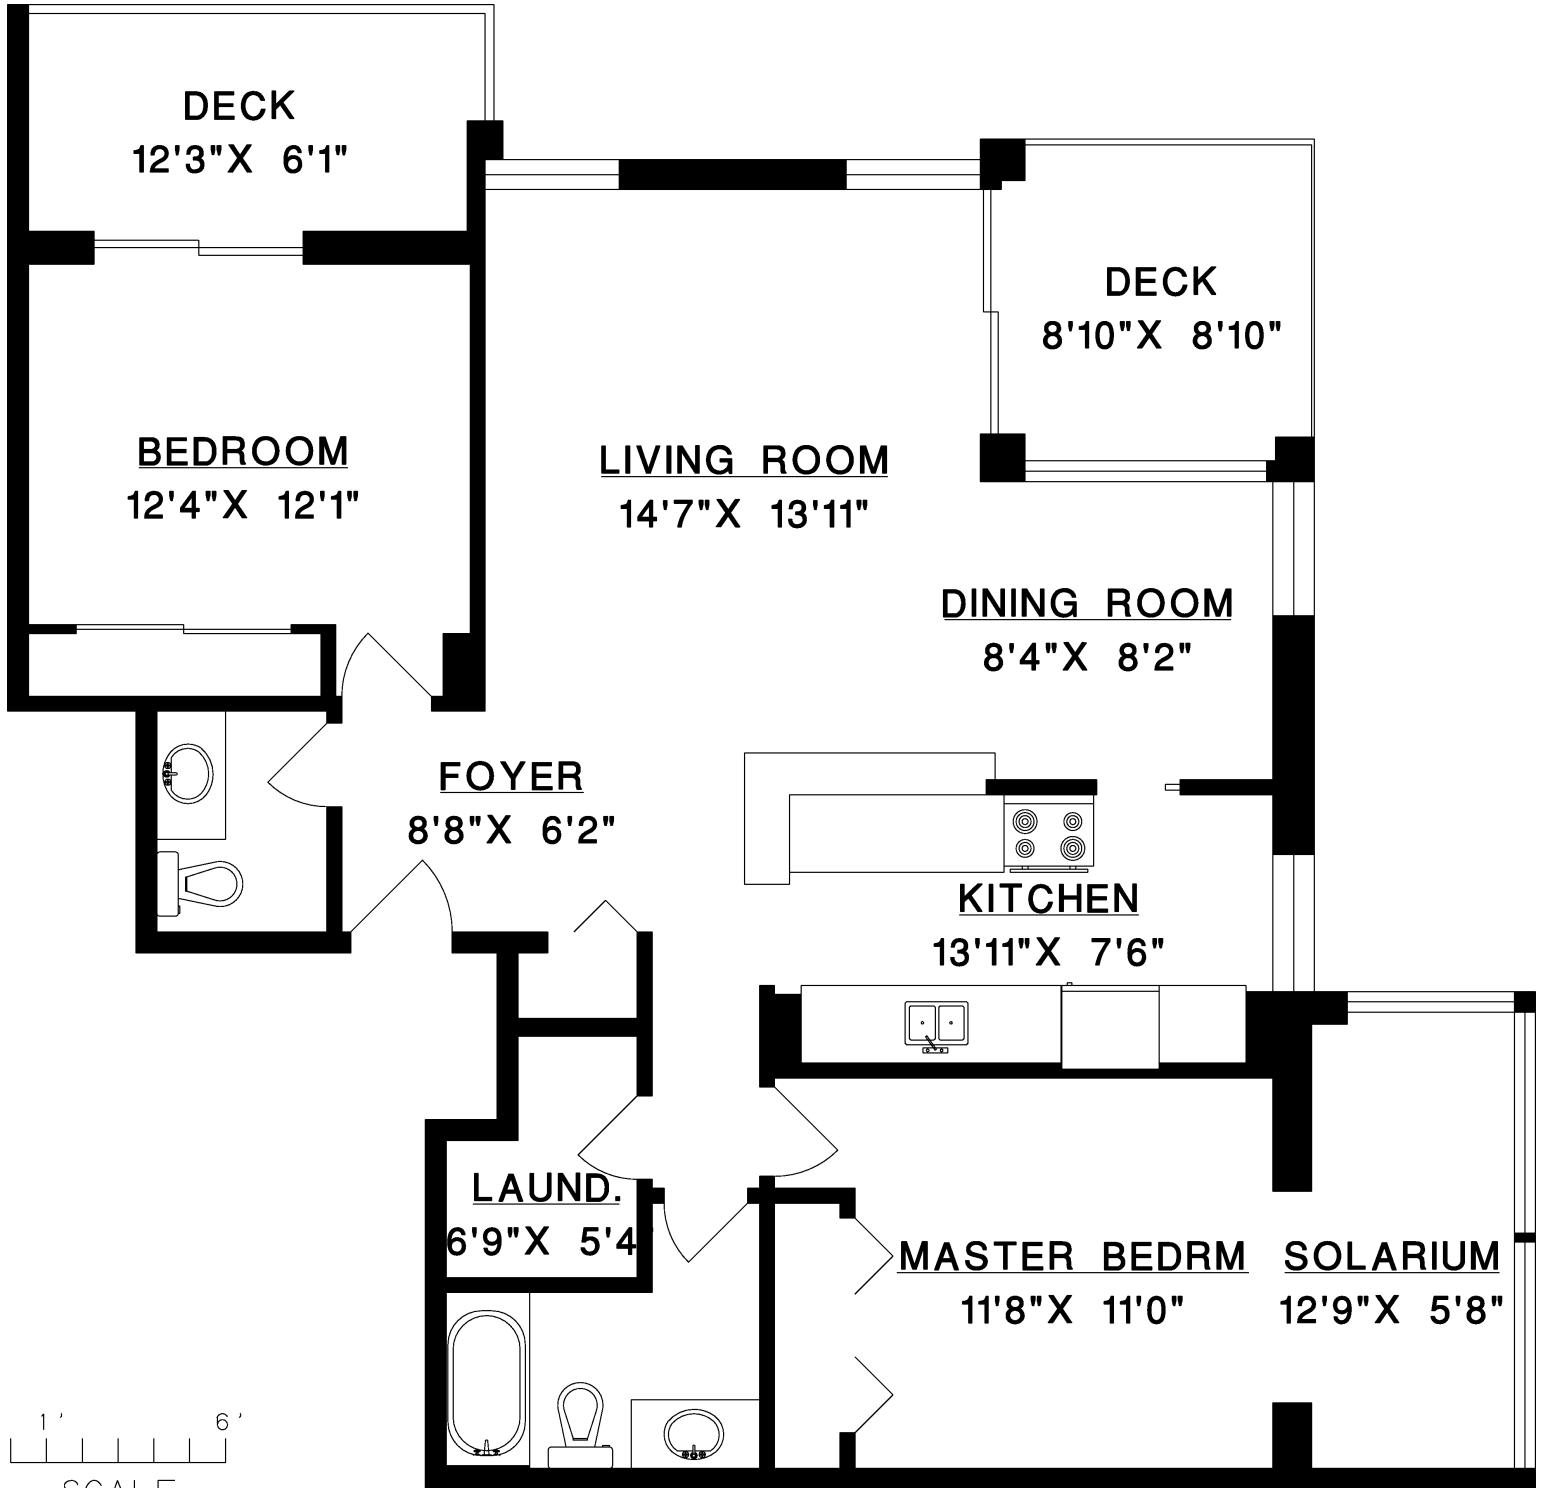 DECK
12'3"X 6'1"
DECK
8'10"X 8'10"
BEDROOM
12'4"X 12'1"
LIVING ROOM
14'7"X 13'11"
DINING ROOM
8'4"X 8'2"
FOYER
8'8"X 6'2"
KITCHEN
13'11"X 7'6"
LAUND.
6'9"X 5'4
MASTER BEDRM
11'8"X 11'0"
SOLARIUM
12'9"X 5'8"
1' 6'
SCALE